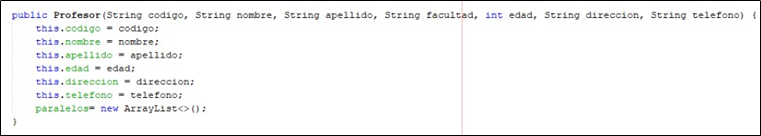 public Profesor(String codigo, String nombre, String apellido, String facultad, int edad, String direccion, String telefono) {
this.codigo = codigo;
this.nombre = nombre;
this.apellido = apellido;
this.edad = edad;
this.direccion = direccion;
this.telefono = telefono;
paralelos= new ArrayList<>();
}